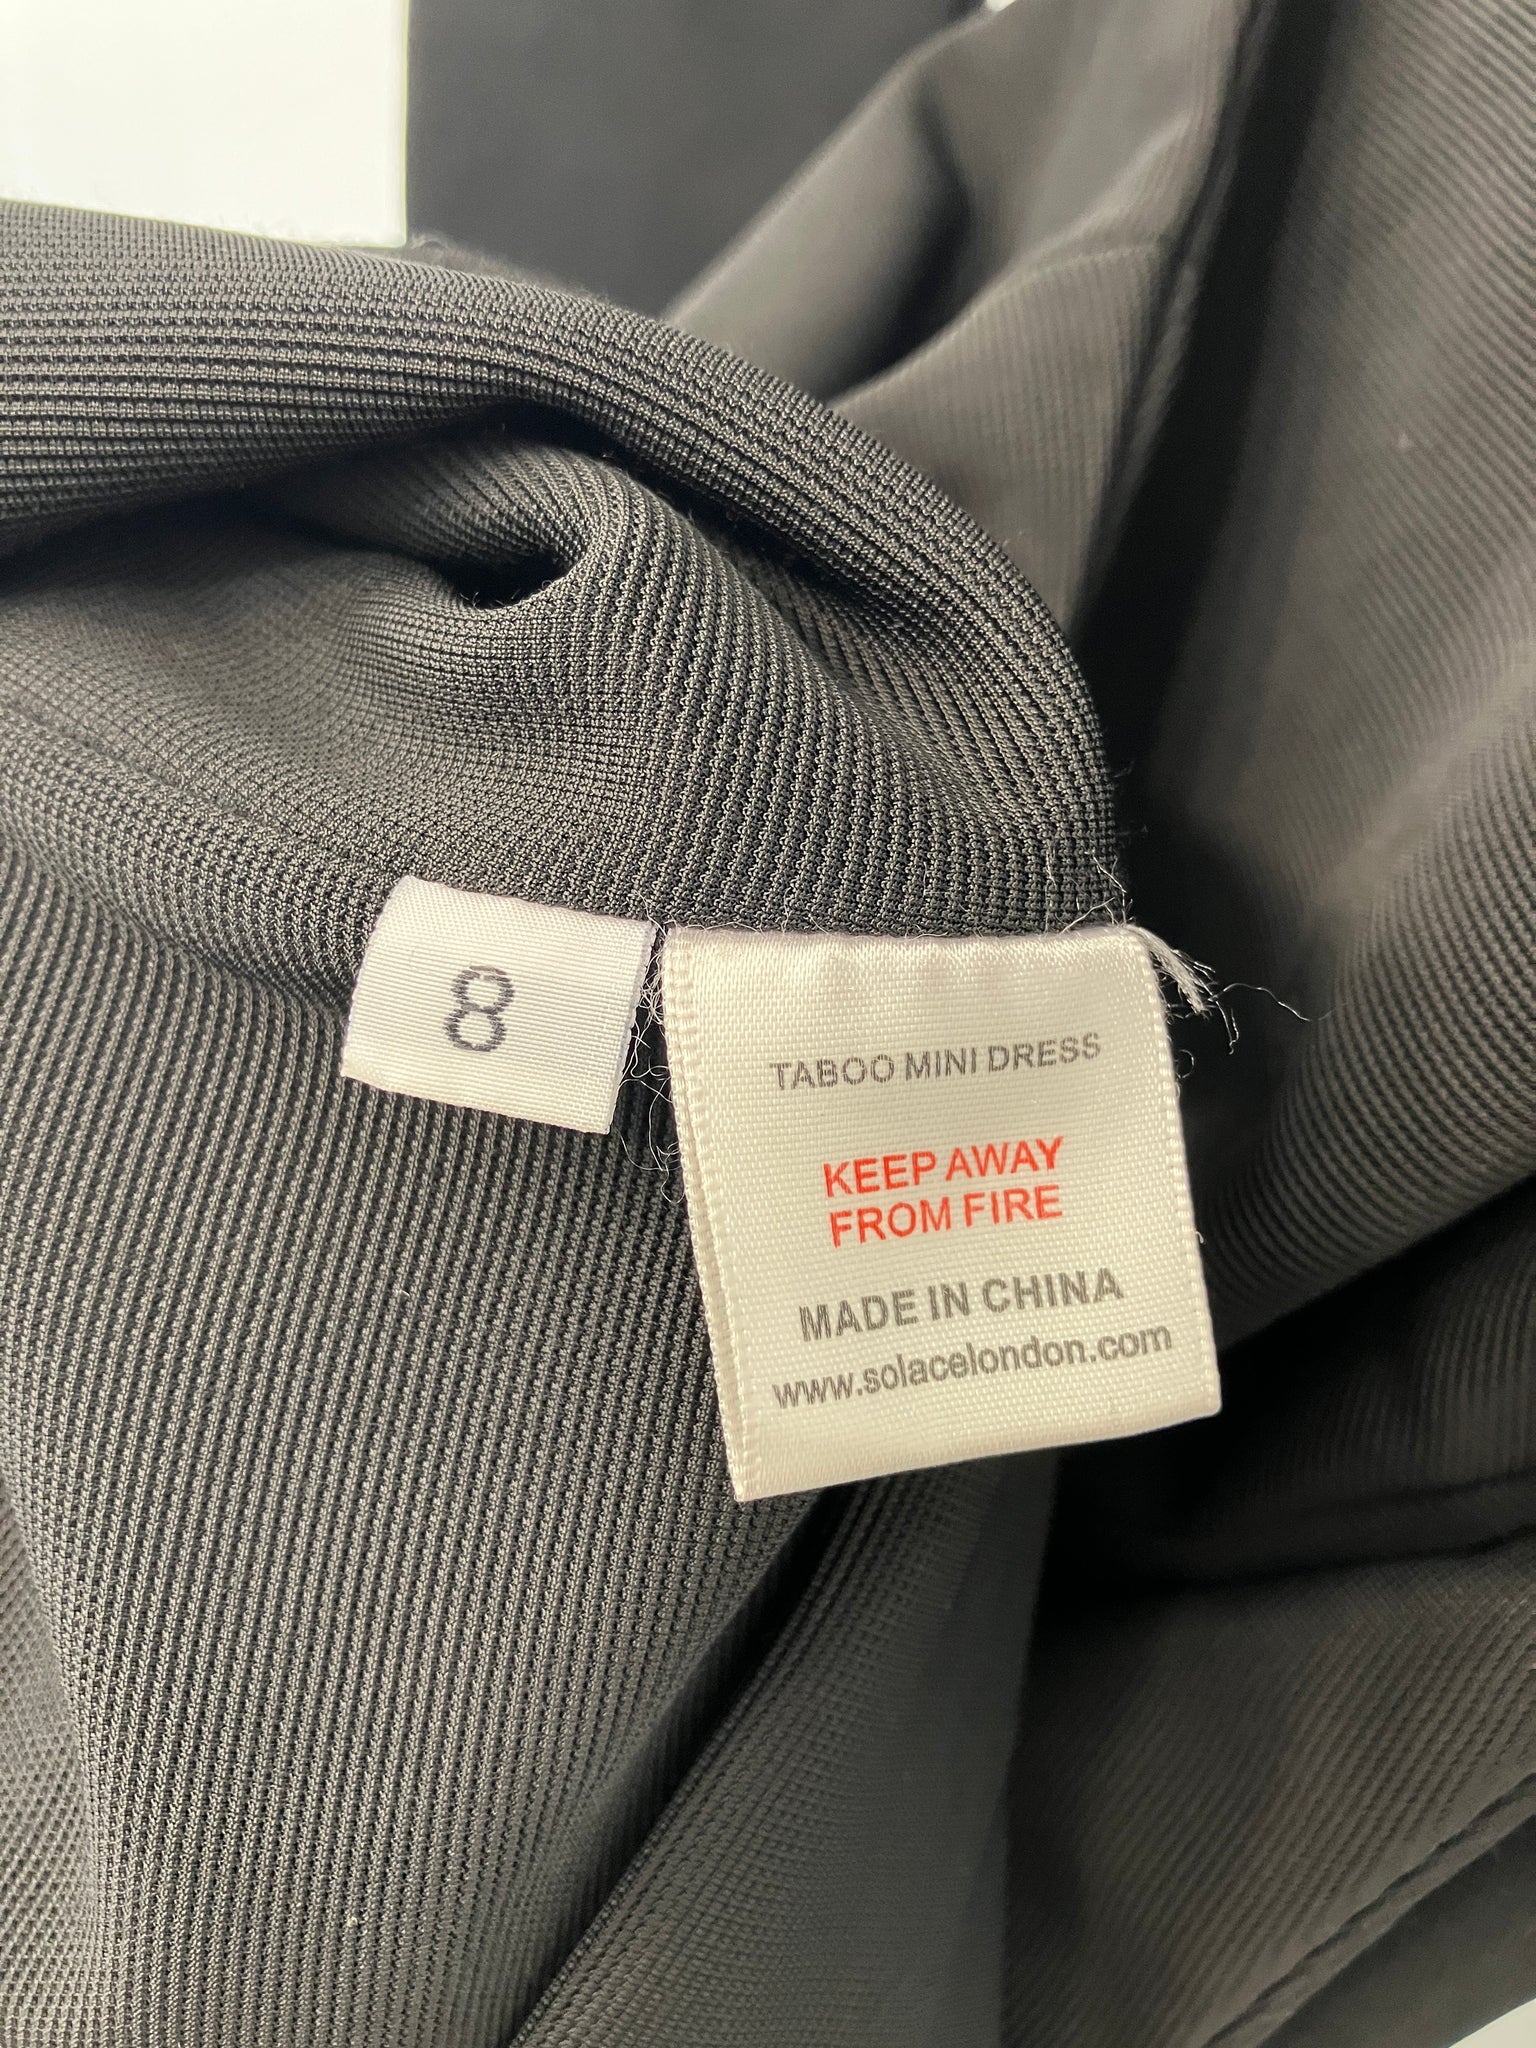 8
TABOO MINI DRESS
KEEP AWAY
FROM FIRE
MADE IN CHINA
www.solacelondon.com